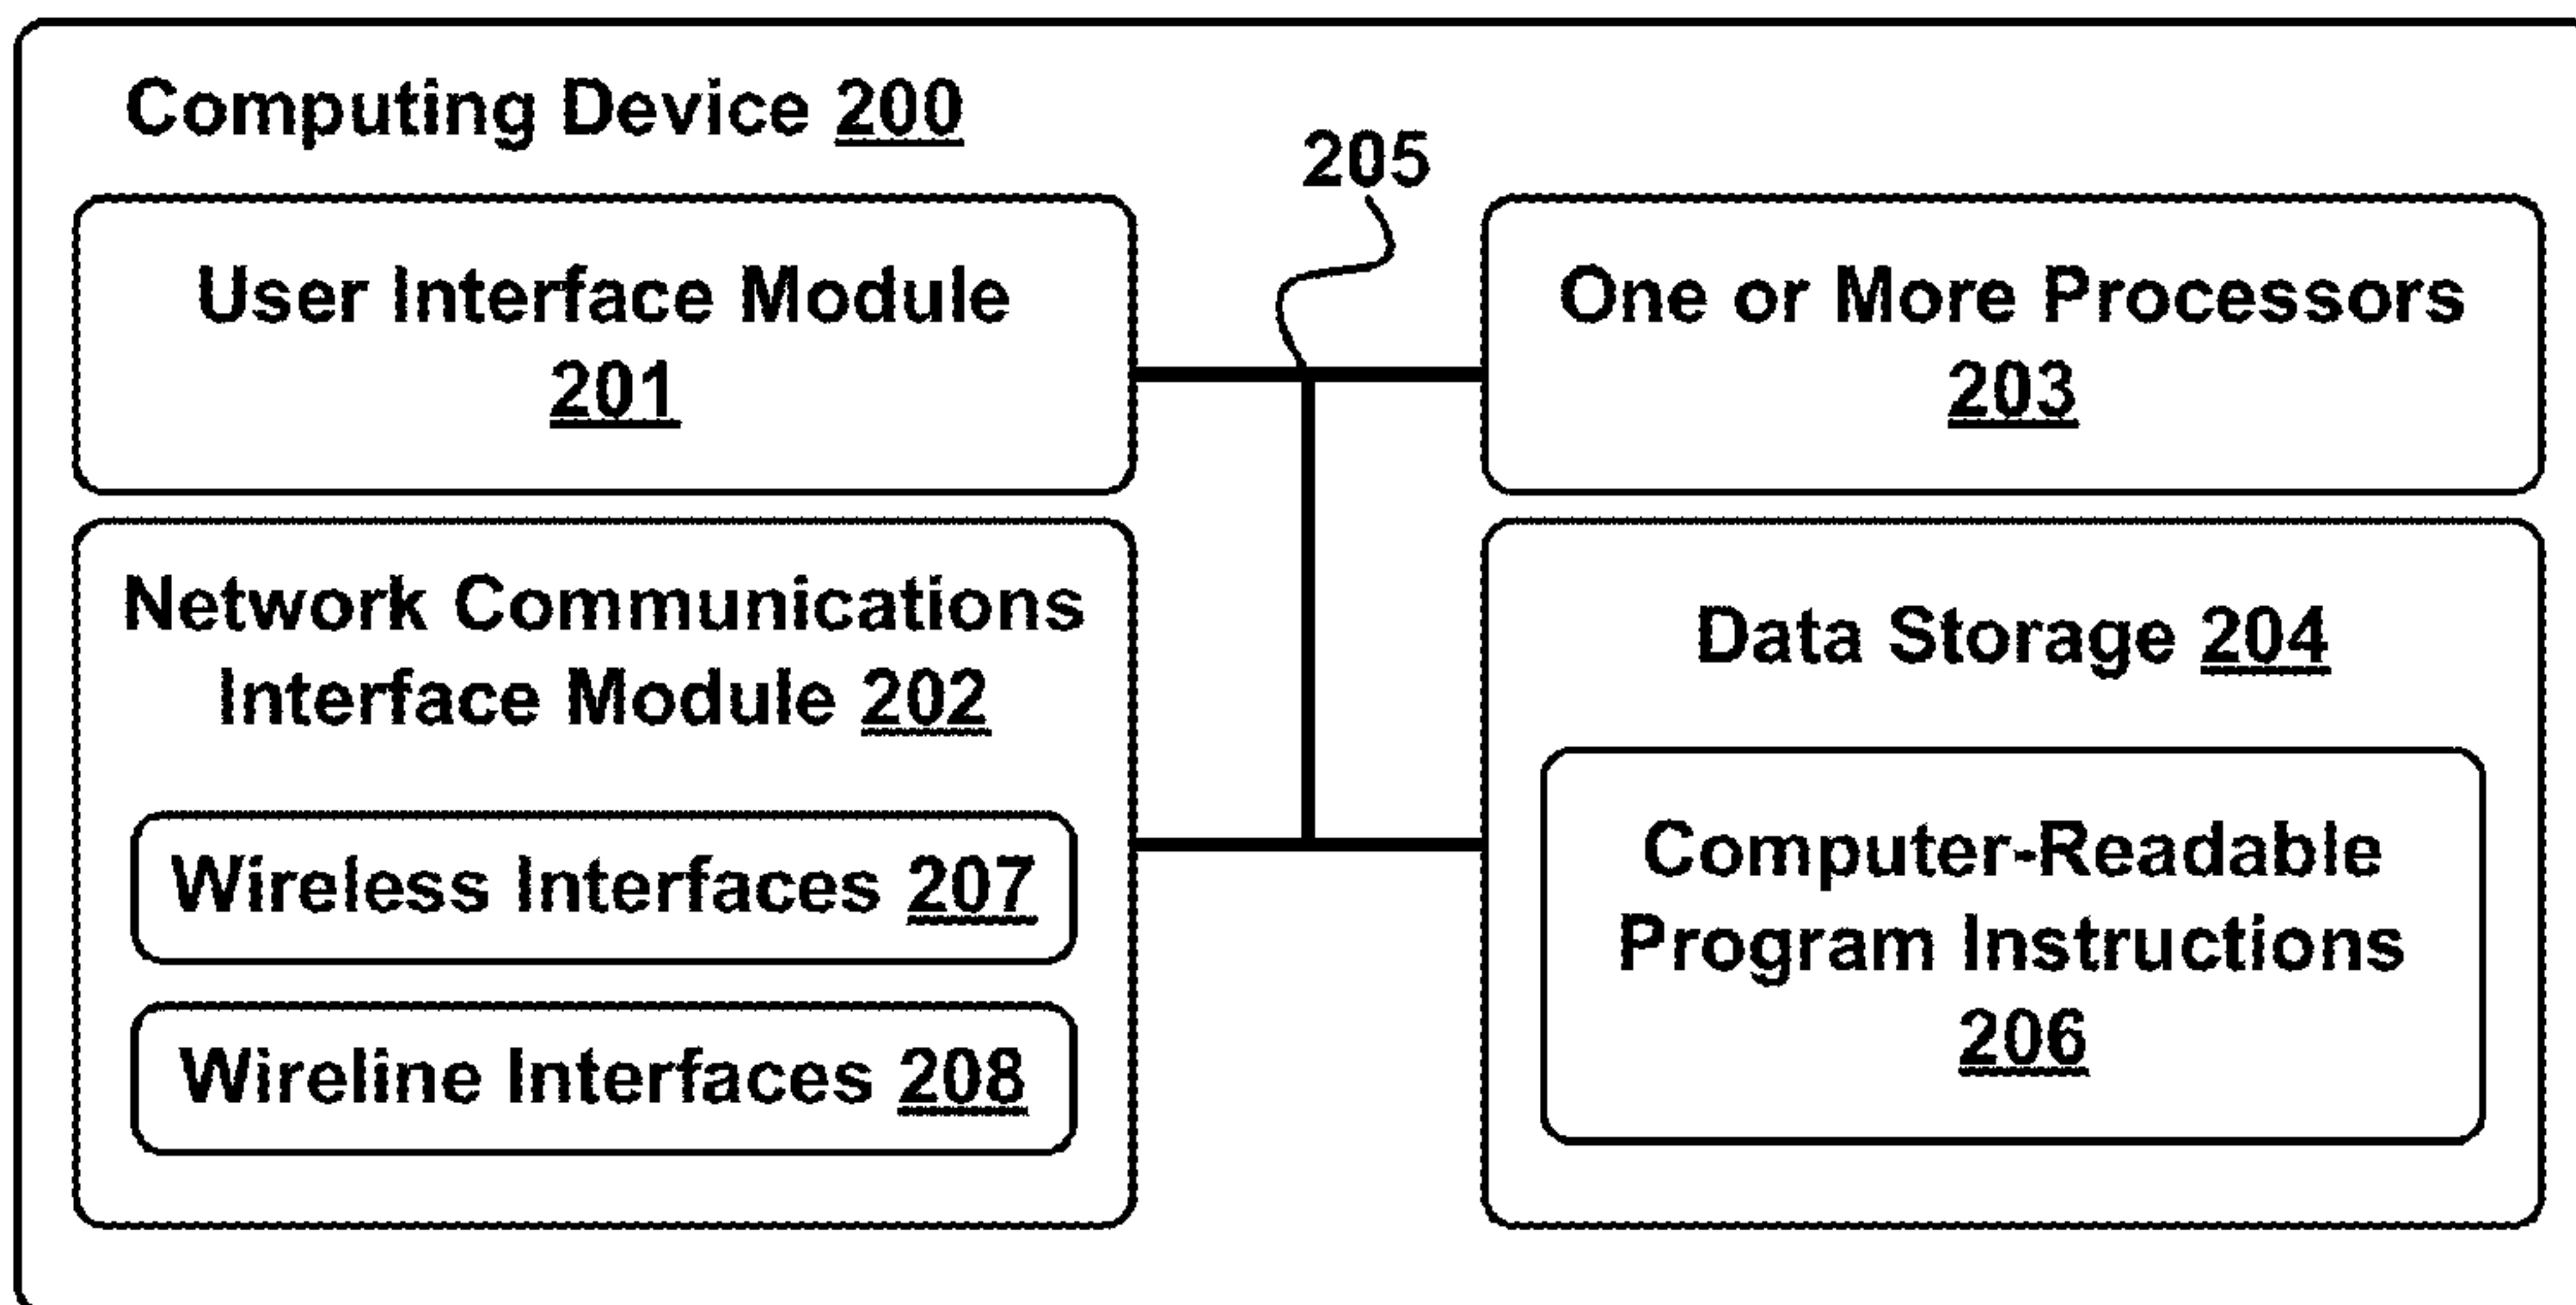 Computing Device 200
205
User Interface Module
201
One or More Processors
203
Network Communications
Interface Module 202
Wireless Interfaces 207
Wireline Interfaces 208
Data Storage 204
Computer-Readable
Program Instructions
206